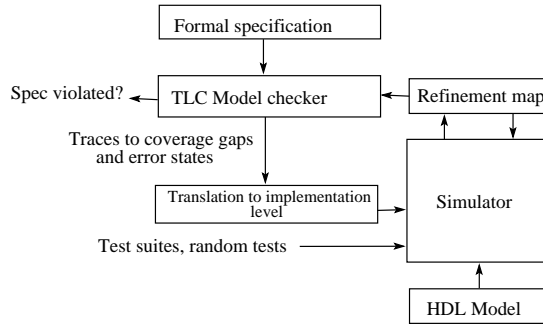 Formal specification
Spec violated?
TLC Model checker
Refinement map
Traces to coverage gaps
and error states
Translation to implementation
level
Simulator
Test suites, random tests
HDL Model